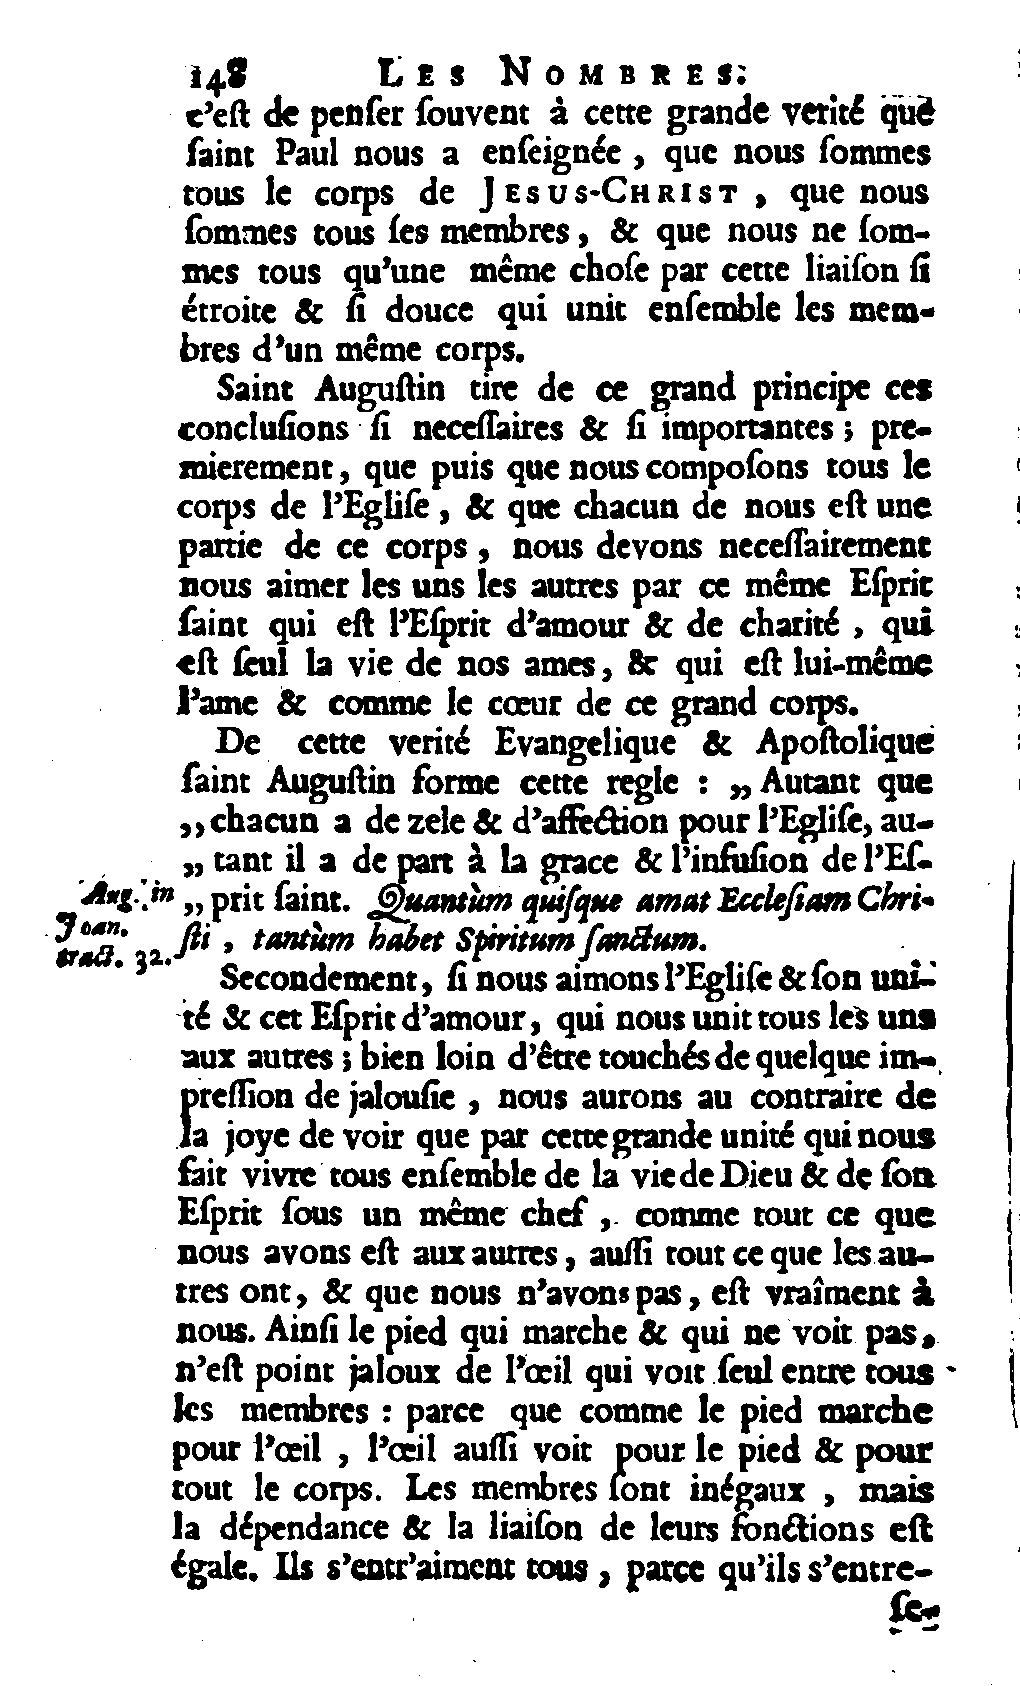 148 LES NOMBRES.
c'eſt de penſer ſouvent à cette grande verité que
ſaint Paul nous a enſeignée, que nous ſommes
tous le corps de JESUS-CHRIST, que nous
ſommes tous ſes membres, & que nous ne ſom-
mes tous qu'une même choſe par cette liaiſon ſi
étroite & ſi douce qui unit enſemble les mem-
bres d'un même corps.
Saint Auguſtin tire de ce grand principe ces
concluſions ſi neceſſaires & ſi importantes; pre-
mierement, que puis que nous compoſons tous le
corps de l'Egliſe, & que chacun de nous eſt une
partie de ce corps, nous devons neceſſairement
nous aimer les uns les autres par ce même Eſprit
ſaint qui eſt l'Eſprit d'amour & de charité, qui
eſt ſeul la vie de nos ames, & qui eſt lui-même
l'ame & comme le cœur de ce grand corps.
De cette verité Evangelique & Apoſtolique
ſaint Auguſtin forme cette regle : „ Autant que
„ chacun a de zele & d'affection pour l'Egliſe, au-
„ tant il a de part à la grace & l'infuſion de l'Eſ-
Aug. in
Joan.
tract. 32.
„ prit ſaint. Quantùm quiſque amat Eccleſiam Chri-
ſti, tantùm habet Spiritum ſanctum.
Secondement, ſi nous aimons l'Egliſe & ſon uni-
té & cet Eſprit d'amour, qui nous unit tous les uns
aux autres; bien loin d'être touchés de quelque im-
preſſion de jalouſie, nous aurons au contraire de
la joye de voir que par cette grande unité qui nous
fait vivre tous enſemble de la vie de Dieu & de ſon
Eſprit ſous un même chef, comme tout ce que
nous avons eſt aux autres, auſſi tout ce que les au-
tres ont, & que nous n'avons pas, eſt vraîment à
nous. Ainſi le pied qui marche & qui ne voit pas,
n'eſt point jaloux de l'œil qui voit ſeul entre tous
les membres : parce que comme le pied marche
pour l'œil, l'œil auſſi voit pour le pied & pour
tout le corps. Les membres ſont inégaux, mais
la dépendance & la liaiſon de leurs fonctions eſt
égale. Ils s'entr'aiment tous, parce qu'ils s'entre-
ſe-